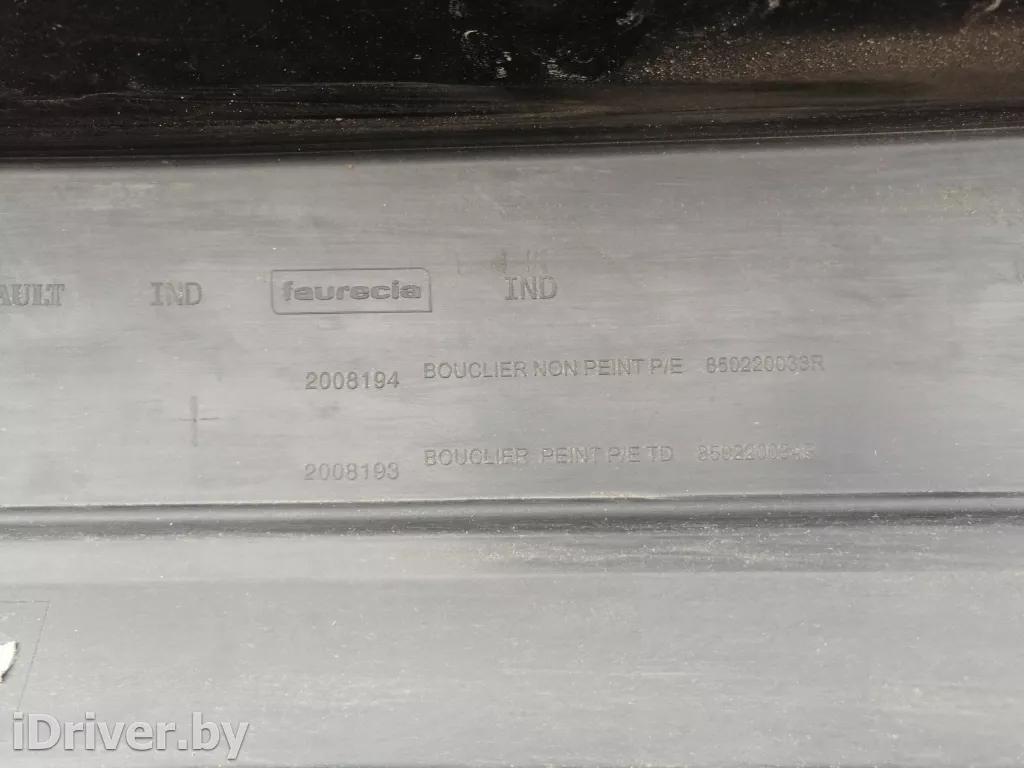 AULT IND faurecia IND
2008194 BOUCLIER NON PEINT P/E 850220033R
2008193 BOUCLIER PEINT P/E TD
iDriver.by